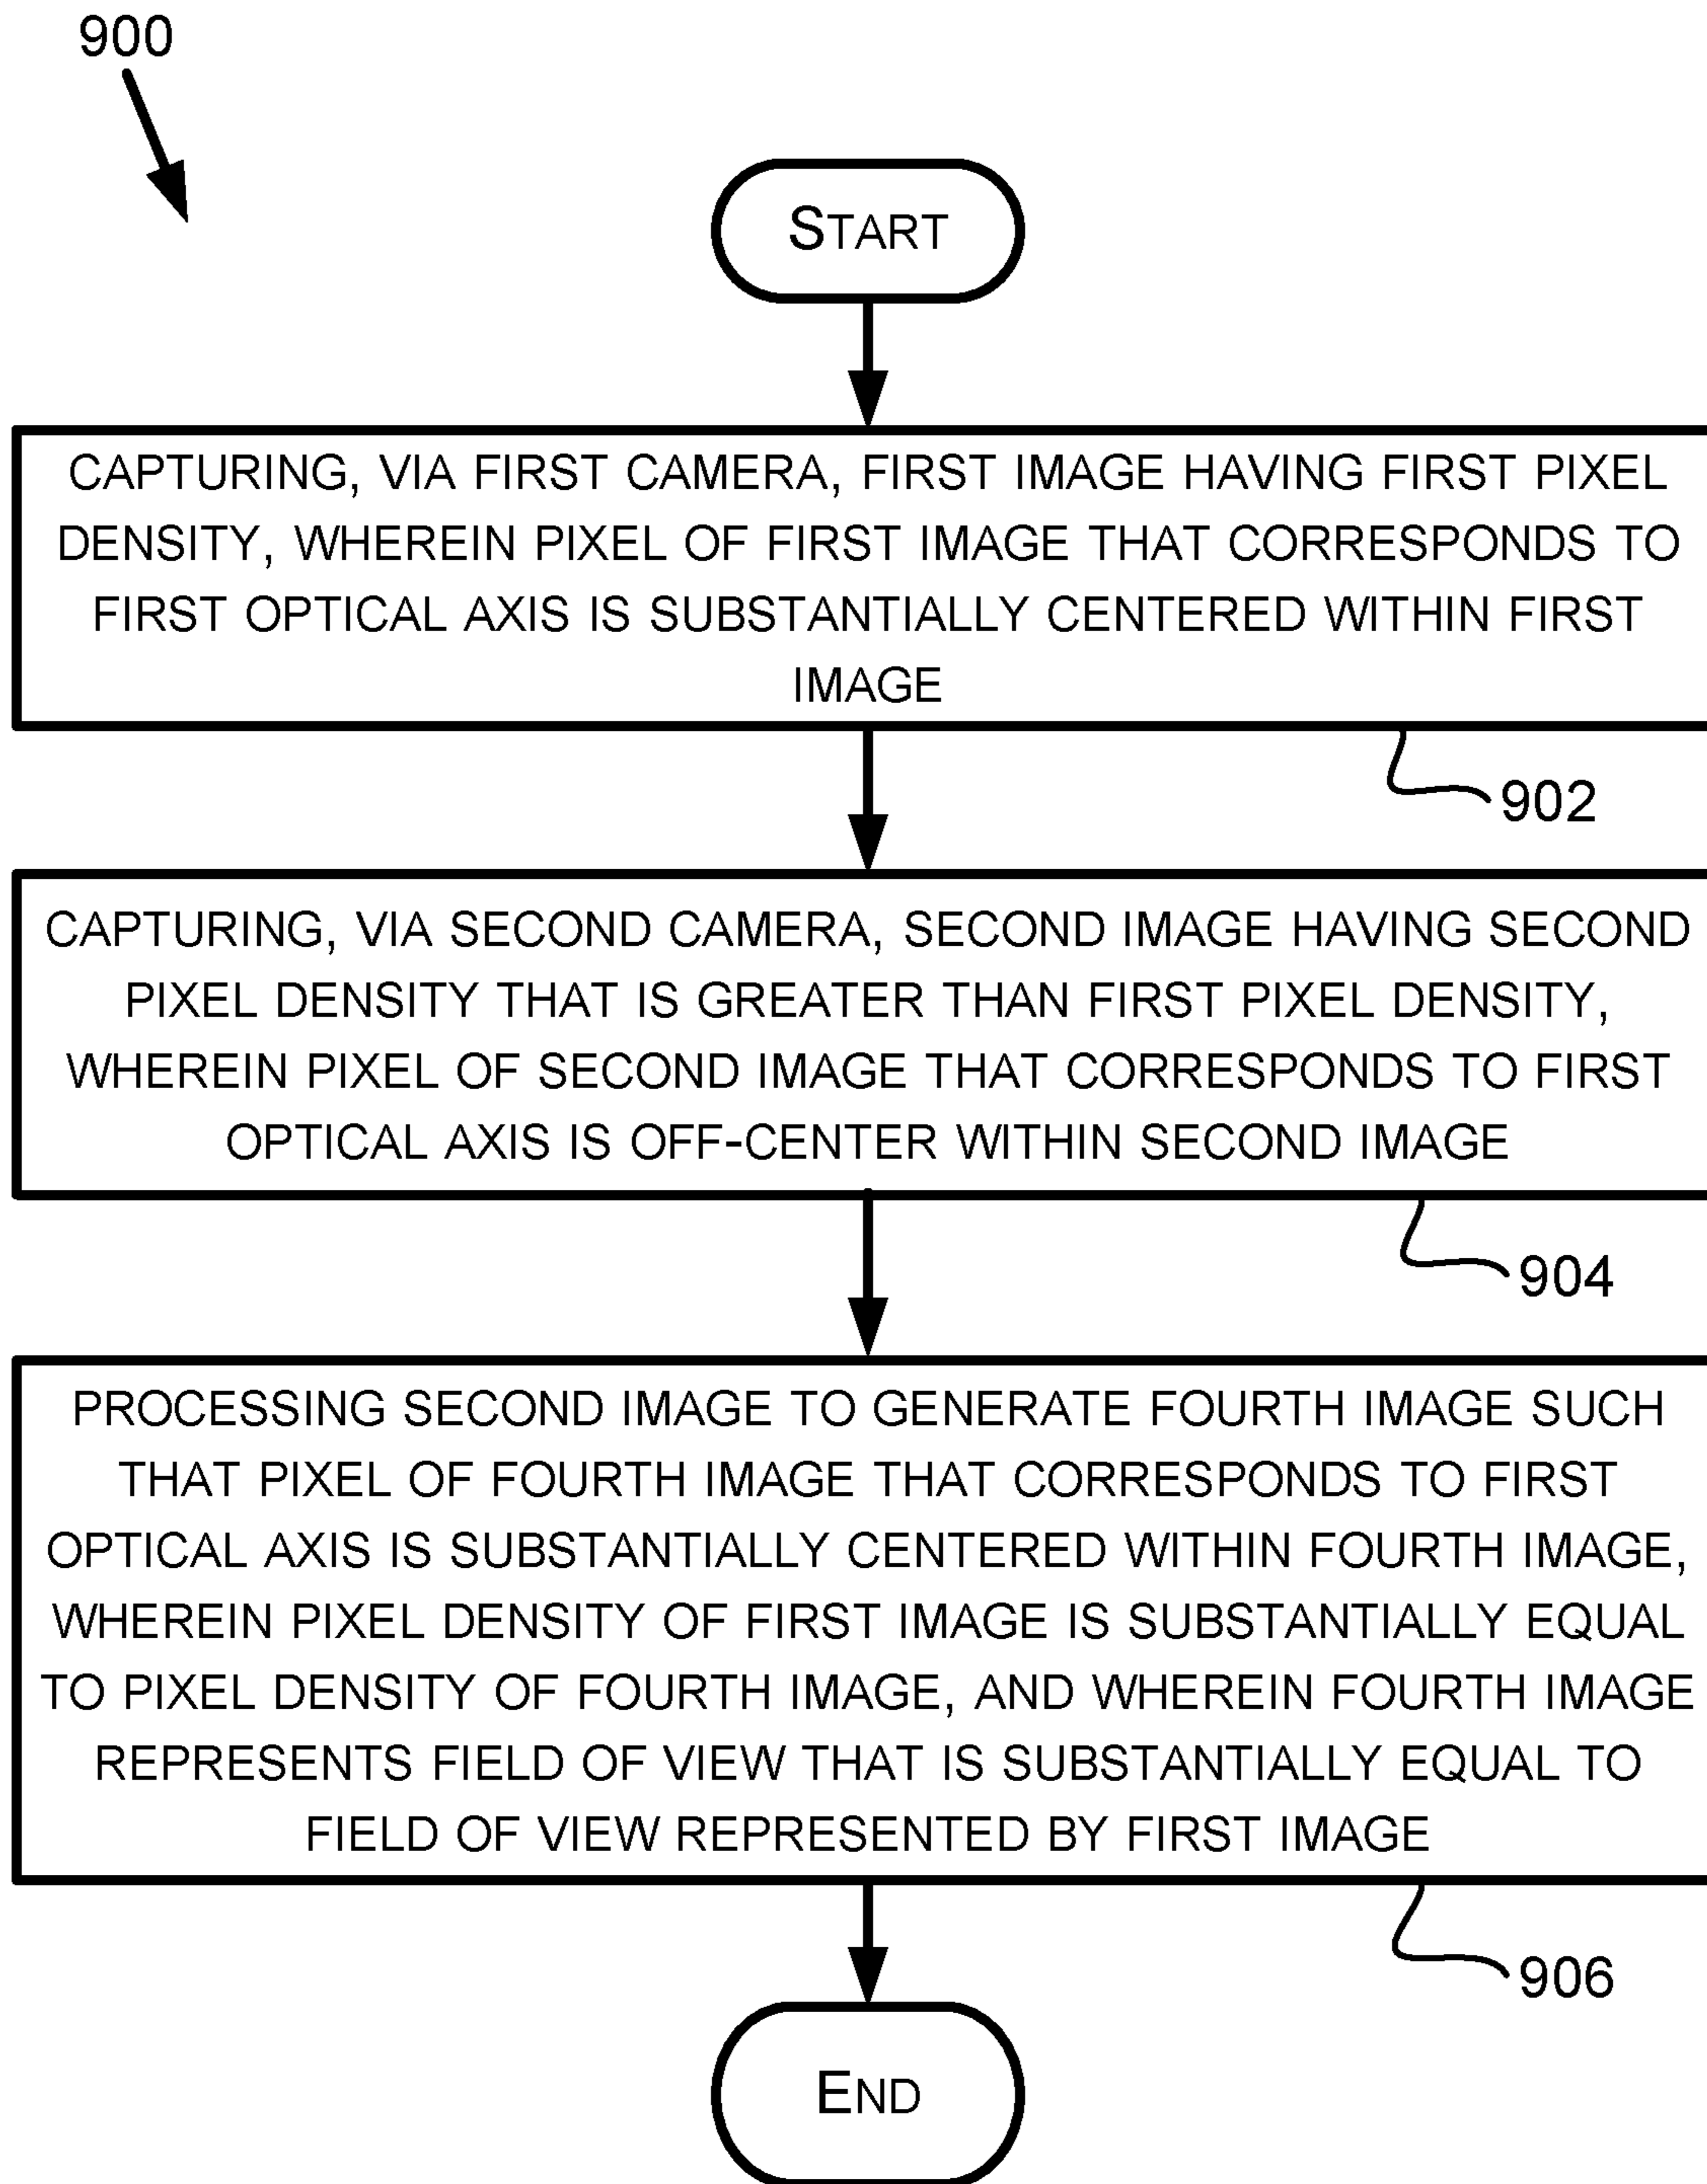 900
START
CAPTURING, VIA FIRST CAMERA, FIRST IMAGE HAVING FIRST PIXEL
DENSITY, WHEREIN PIXEL OF FIRST IMAGE THAT CORRESPONDS TO
FIRST OPTICAL AXIS IS SUBSTANTIALLY CENTERED WITHIN FIRST
IMAGE
902
CAPTURING, VIA SECOND CAMERA, SECOND IMAGE HAVING SECOND
PIXEL DENSITY THAT IS GREATER THAN FIRST PIXEL DENSITY,
WHEREIN PIXEL OF SECOND IMAGE THAT CORRESPONDS TO FIRST
OPTICAL AXIS IS OFF-CENTER WITHIN SECOND IMAGE
904
PROCESSING SECOND IMAGE TO GENERATE FOURTH IMAGE SUCH
THAT PIXEL OF FOURTH IMAGE THAT CORRESPONDS TO FIRST
OPTICAL AXIS IS SUBSTANTIALLY CENTERED WITHIN FOURTH IMAGE,
WHEREIN PIXEL DENSITY OF FIRST IMAGE IS SUBSTANTIALLY EQUAL
TO PIXEL DENSITY OF FOURTH IMAGE, AND WHEREIN FOURTH IMAGE
REPRESENTS FIELD OF VIEW THAT IS SUBSTANTIALLY EQUAL TO
FIELD OF VIEW REPRESENTED BY FIRST IMAGE
906
END